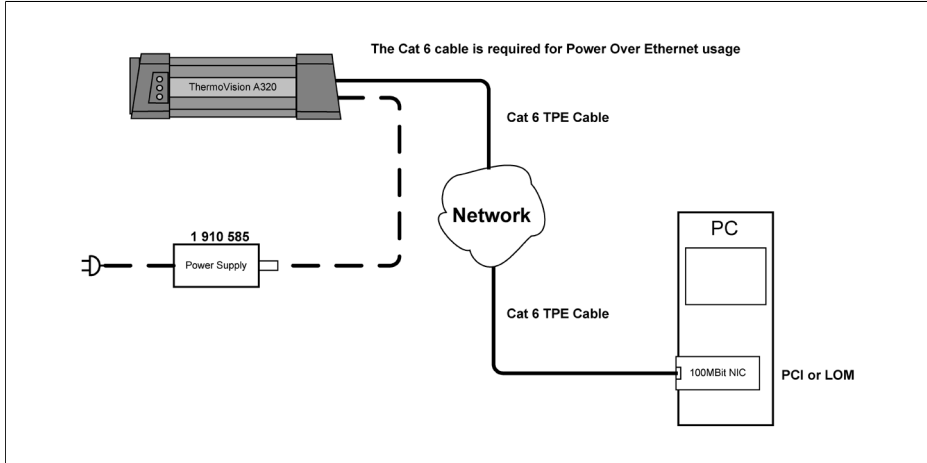 The Cat 6 cable is required for Power Over Ethernet usage
ThermoVision A320
Cat 6 TPE Cable
Network
1 910 585
Power Supply
PC
Cat 6 TPE Cable
100MBit NIC
PCI or LOM